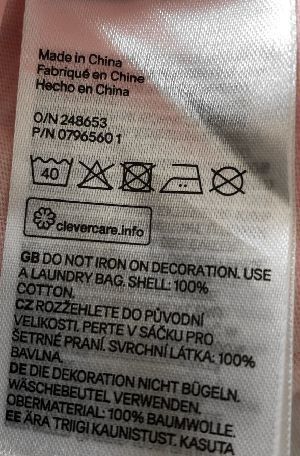 Made in China
Fabriqué en Chine
Hecho en China
O/N 248653
P/N 0796560 1
40
clevercare.info
GB DO NOT IRON ON DECORATION. USE
A LAUNDRY BAG. SHELL: 100%
COTTON.
CZ ROZŽEHLETE DO PŮVODNÍ
VELIKOSTI. PERTE V SÁČKU PRO
ŠETRNÉ PRANÍ. SVRCHNÍ LÁTKA: 100%
BAVLNA.
DE DIE DEKORATION NICHT BÜGELN.
WÄSCHEBEUTEL VERWENDEN.
OBERMATERIAL: 100% BAUMWOLLE.
EE ÄRA TRIIGI KAUNISTUST. KASUTA